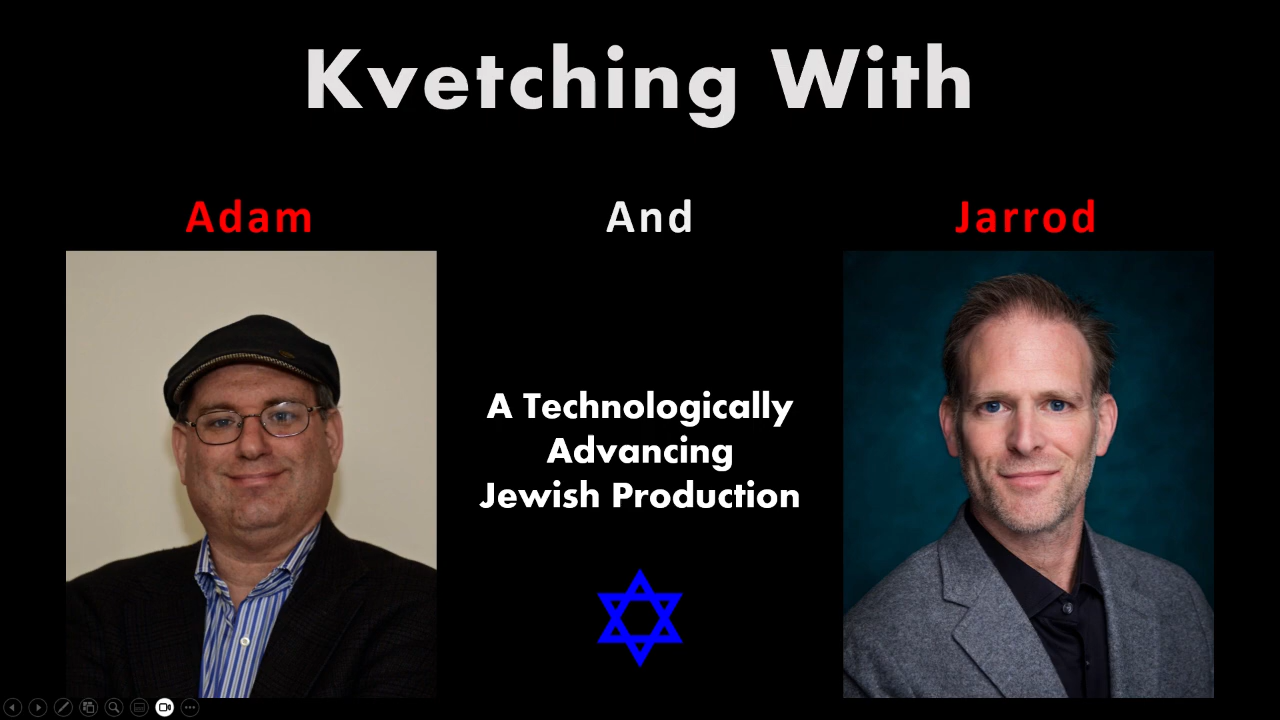 Kvetching With
Adam And Jarrod
A Technologically
Advancing
Jewish Production